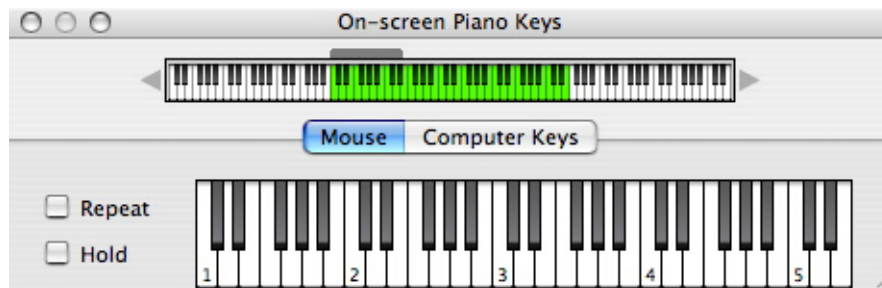 On-screen Piano Keys
Mouse Computer Keys
Repeat
Hold
1 2 3 4 5